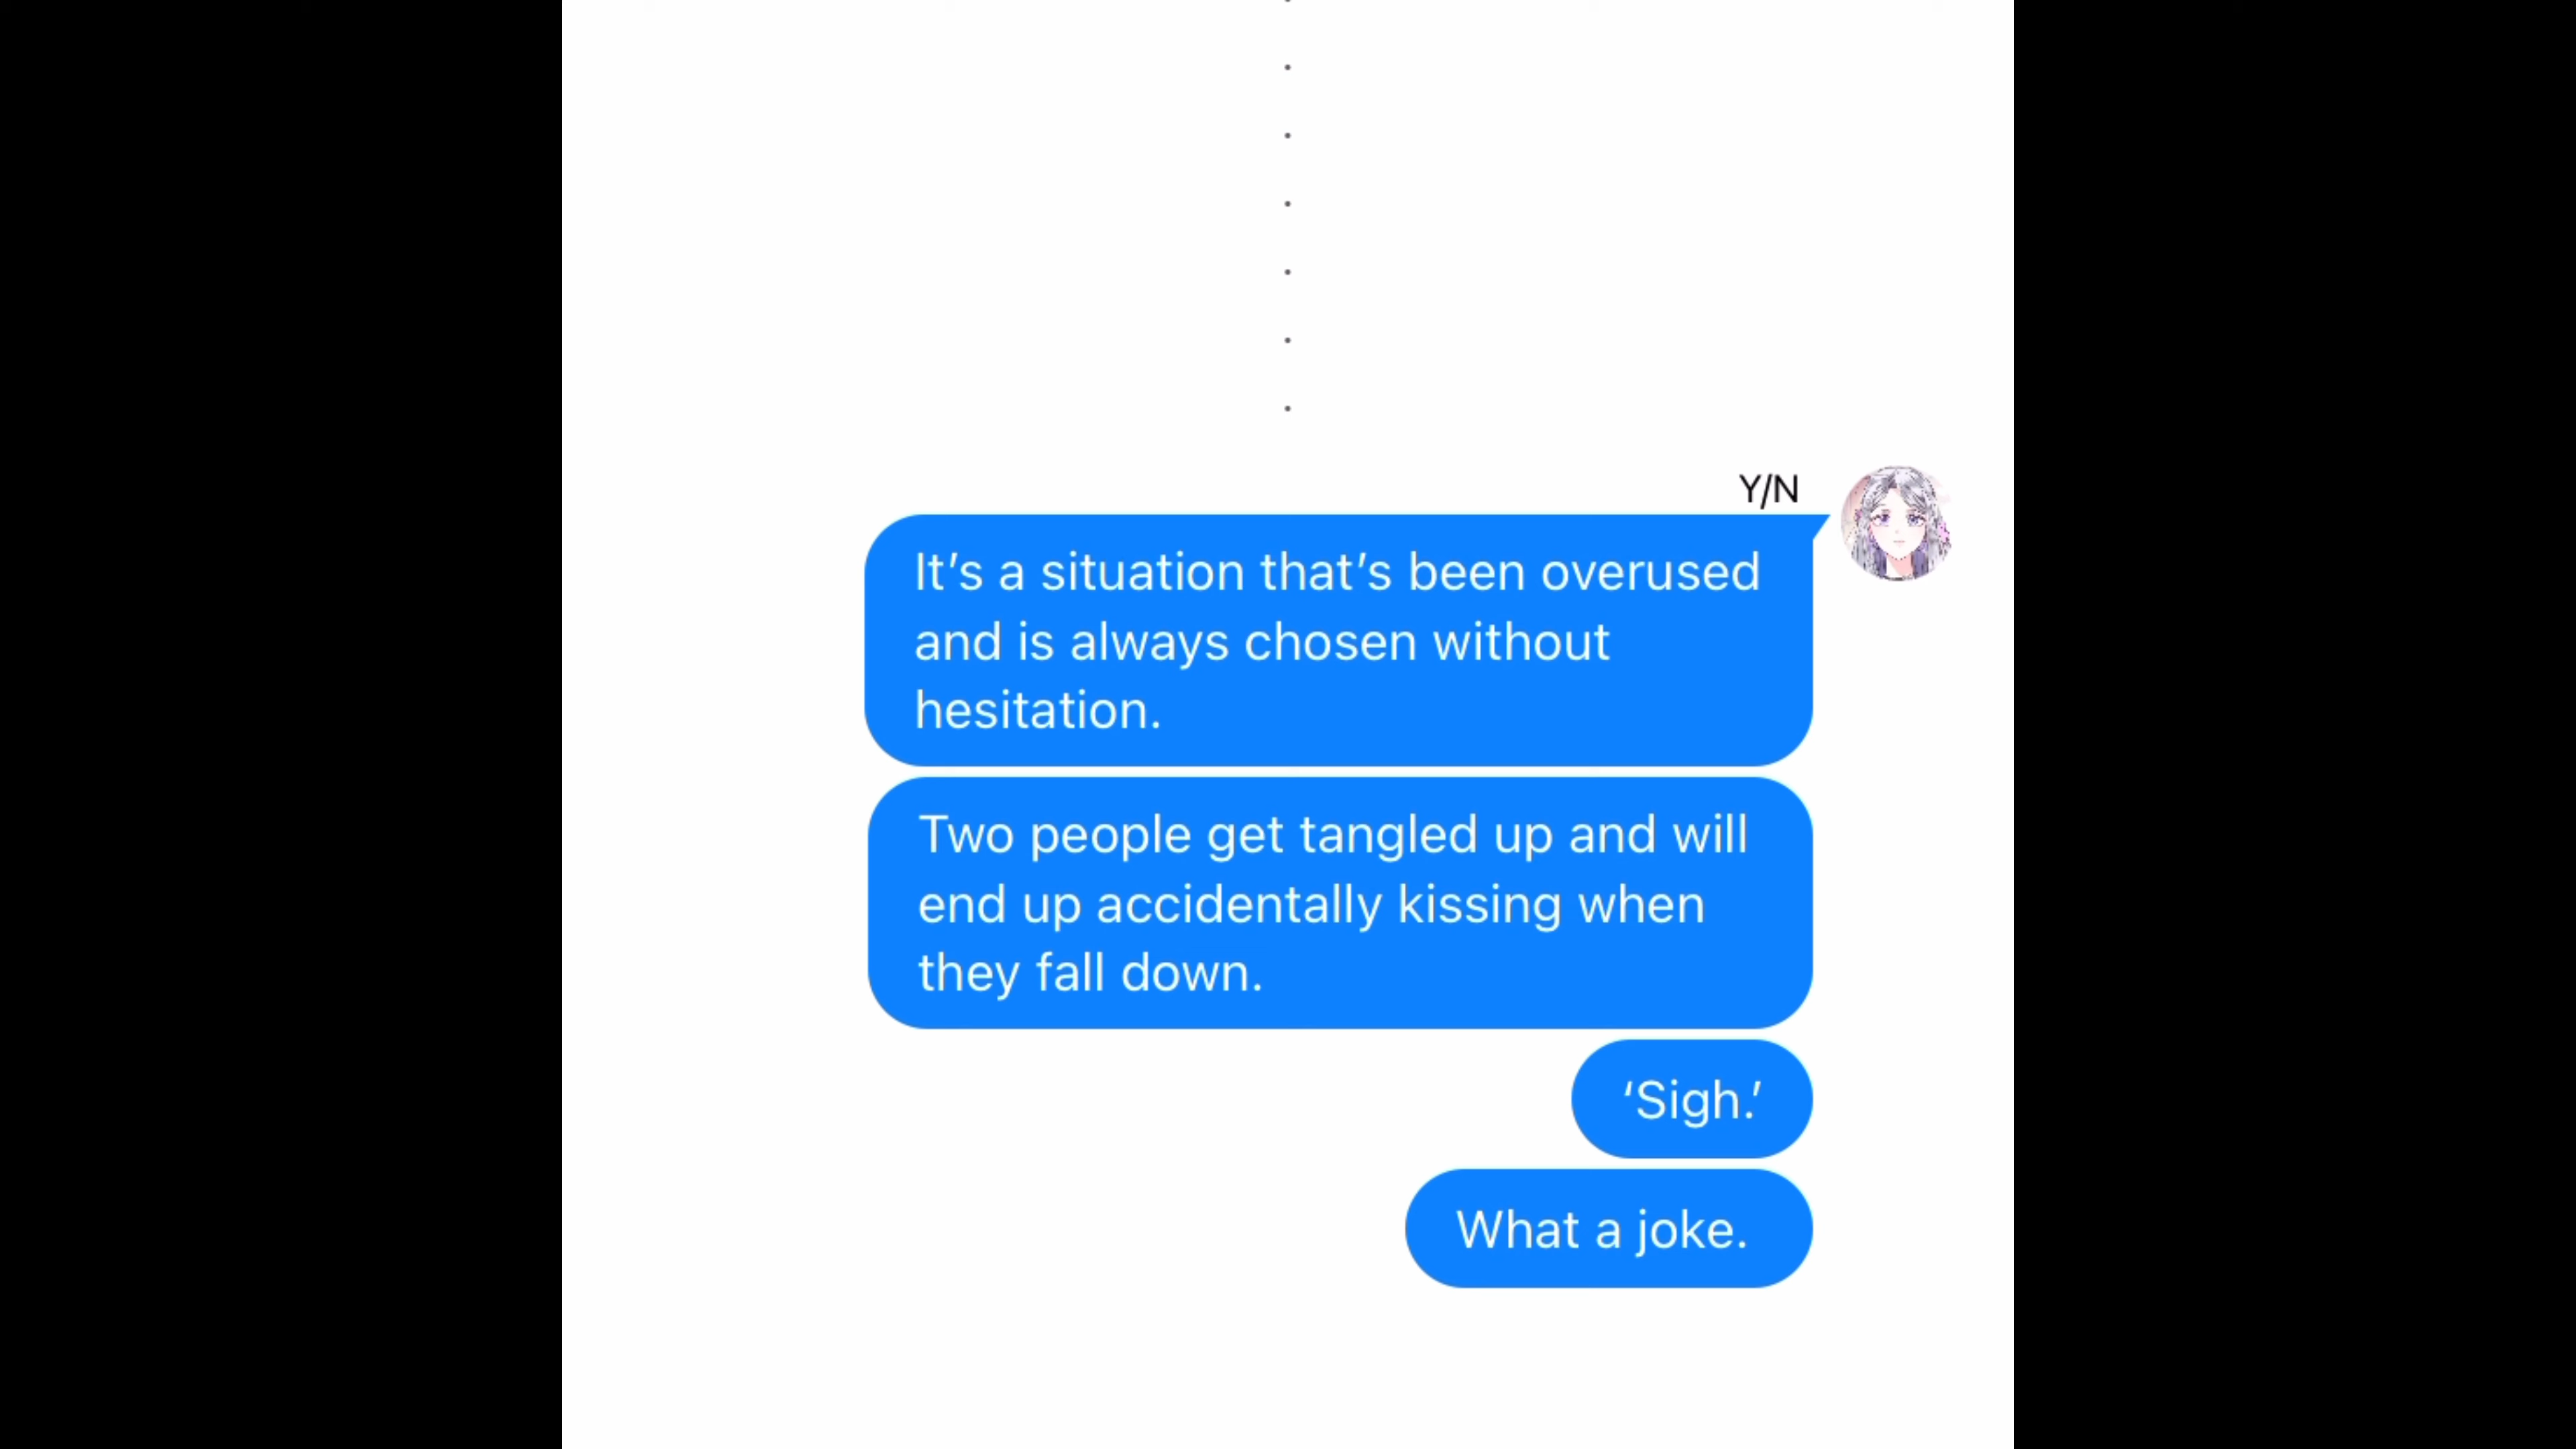 Y/N
It’s a situation that’s been overused
and is always chosen without
hesitation.
Two people get tangled up and will
end up accidentally kissing when
they fall down.
‘Sigh.’
What a joke.